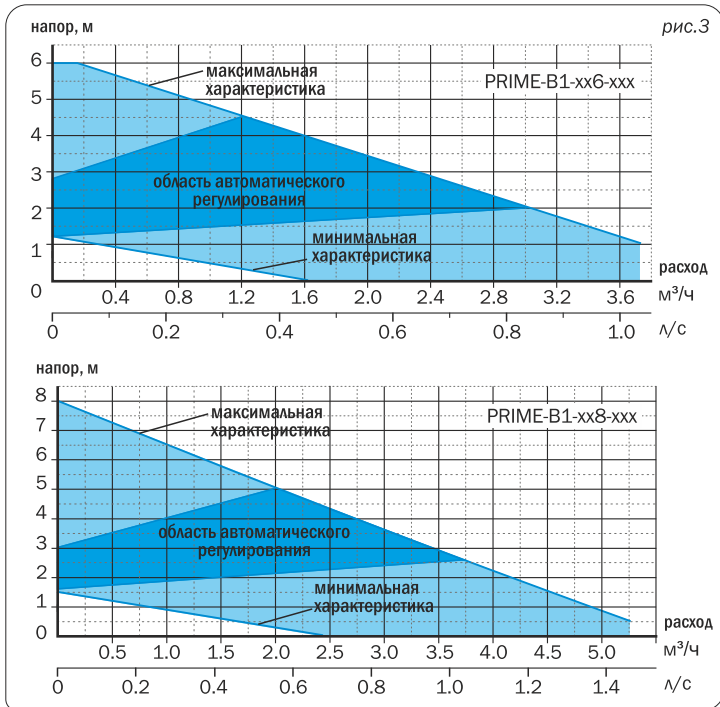 напор, м
рис.3
6
5
4
3
2
1
0
максимальная
характеристика
PRIME-B1-xx6-xxx
область автоматического
регулирования
минимальная
характеристика
расход
0.4 0.8 1.2 1.6 2.0 2.4 2.8 3.2 3.6 м³/ч
0 0.2 0.4 0.6 0.8 1.0 л/с
напор, м
8
7
6
5
4
3
2
1
0
максимальная
характеристика
PRIME-B1-xx8-xxx
область автоматического
регулирования
минимальная
характеристика
расход
0.5 1.0 1.5 2.0 2.5 3.0 3.5 4.0 4.5 5.0 м³/ч
0 0.2 0.4 0.6 0.8 1.0 1.2 1.4 л/с